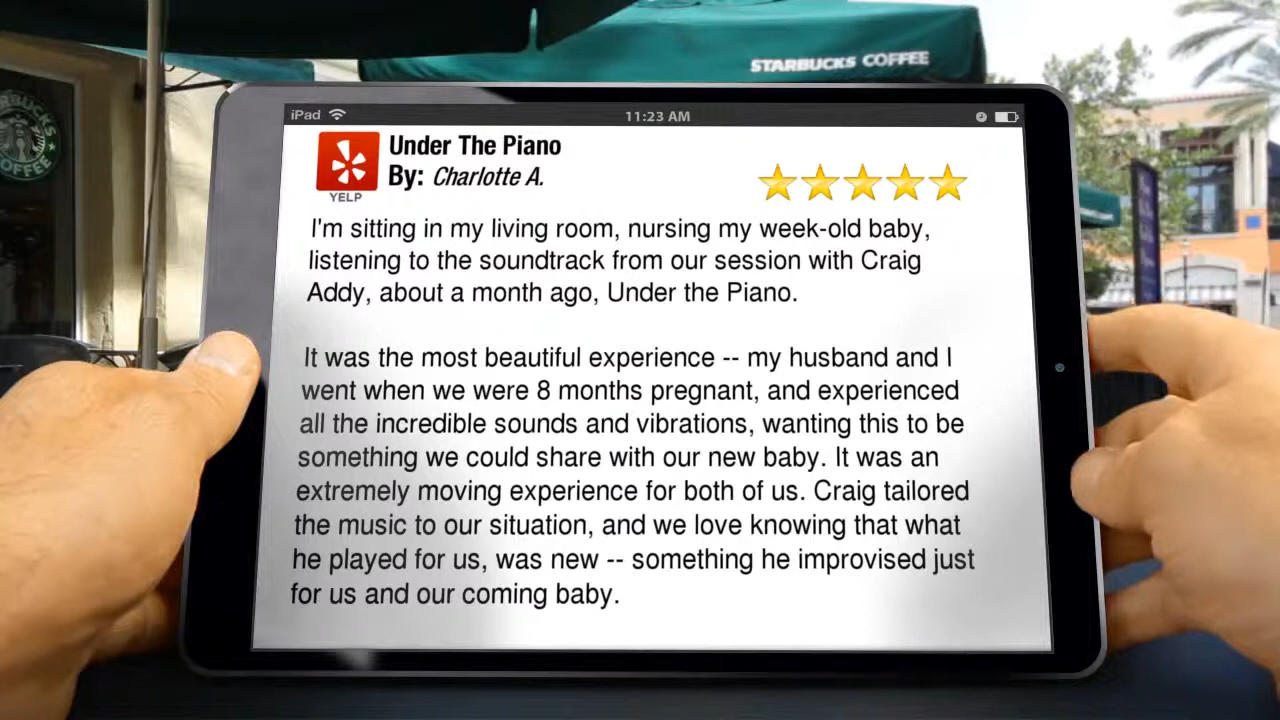 STARBUCKS COFFEE
STARBUCKS
COFFEE
iPad
11:23 AM
Under The Piano
By: Charlotte A.
YELP
I'm sitting in my living room, nursing my week-old baby,
listening to the soundtrack from our session with Craig
Addy, about a month ago, Under the Piano.
It was the most beautiful experience -- my husband and I
went when we were 8 months pregnant, and experienced
all the incredible sounds and vibrations, wanting this to be
something we could share with our new baby. It was an
extremely moving experience for both of us. Craig tailored
the music to our situation, and we love knowing that what
he played for us, was new -- something he improvised just
for us and our coming baby.